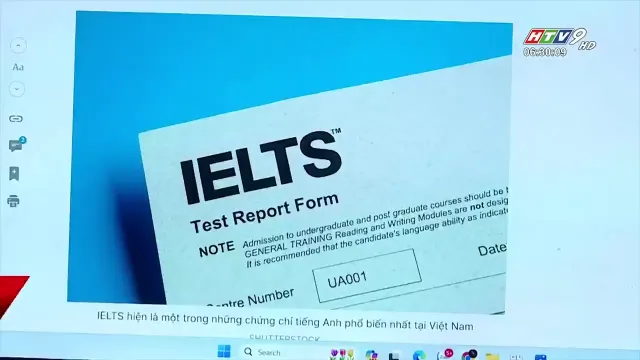 HTV9 HD
06:30:09
Aa
IELTS™
Test Report Form
NOTE Admission to undergraduate and post graduate courses should be
GENERAL TRAINING Reading and Writing Modules are not
It is recommended that the candidate's language ability as
Date
Centre Number UA001
IELTS hiện là một trong những chứng chỉ tiếng Anh phổ biến nhất tại Việt Nam
SHUTTERSTOCK
Search